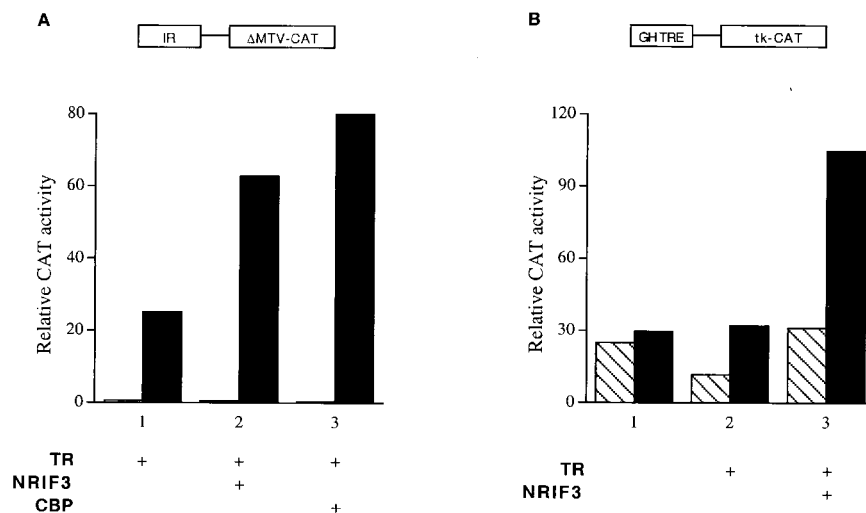 A
IR
ΔMTV-CAT
80
60
40
20
0
Relative CAT activity
1 2 3
TR + + +
NRIF3 +
CBP +
B
GHTRE
tk-CAT
120
90
60
30
0
Relative CAT activity
1 2 3
TR + +
NRIF3 +